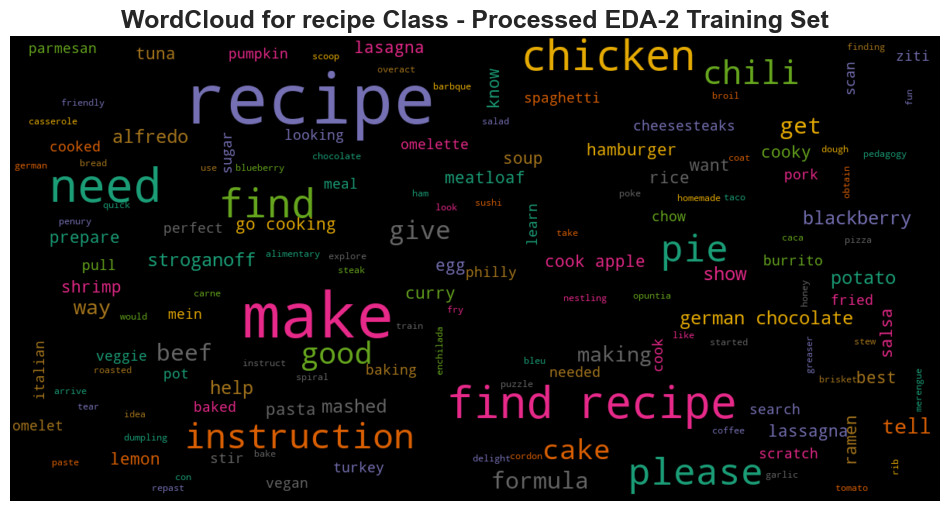 WordCloud for recipe Class - Processed EDA-2 Training Set
parmesan
tuna
pumpkin
scoop
lasagna
overact
barbque
know
chicken
chili
finding
scan
ziti
fun
friendly
recipe
spaghetti
broil
casserole
alfredo
sugar
looking
salad
omelette
cheesesteaks
get
cooked
hamburger
cooky
dough
pedagogy
german
bread
use
blueberry
chocolate
soup
want
coat
pork
obtain
need
quick
find
meal
meatloaf
rice
ham
look
sushi
poke
homemade
taco
penury
perfect
go cooking
give
learn
take
chow
pie
blackberry
prepare
caca
pizza
pull
stroganoff
alimentary
explore
steak
egg
philly
cook apple
show
burrito
potato
shrimp
carne
curry
nestling
opuntia
honey
fried
way
would
mein
make
train
fry
enchilada
german chocolate
salsa
like
started
greaser
stew
italian
veggie
roasted
beef
instruct
good
bleu
making
cook
pot
spiral
baking
puzzle
needed
brisket
best
merengue
arrive
help
tear
idea
baked
pasta
mashed
find recipe
search
omelet
dumpling
instruction
coffee
lassagna
tell
ramen
paste
lemon
stir
bake
delight
cordon
cake
scratch
con
repast
turkey
vegan
formula
please
garlic
rib
tomato